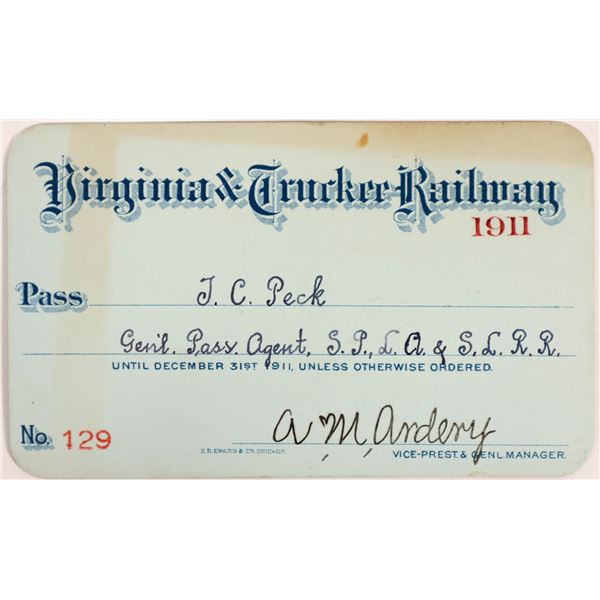 Virginia & Truckee Railway
1911
Pass T. C. Peck
Gen'l. Pass. Agent, S. P., L. A. & S. L. R. R.
UNTIL DECEMBER 31ST 1911, UNLESS OTHERWISE ORDERED.
No. 129
A M Ardery
VICE-PREST. & GENL. MANAGER.